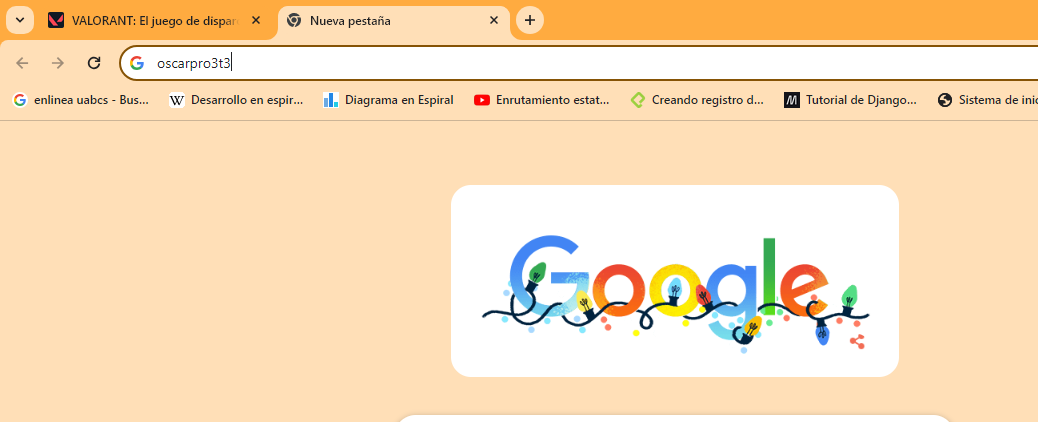 VALORANT: El juego de dispar
Nueva pestaña
oscarpro3t3
enlinea uabcs - Bus...
Desarrollo en espir...
Diagrama en Espiral
Enrutamiento estat...
Creando registro d...
Tutorial de Django...
Sistema de inic
Google